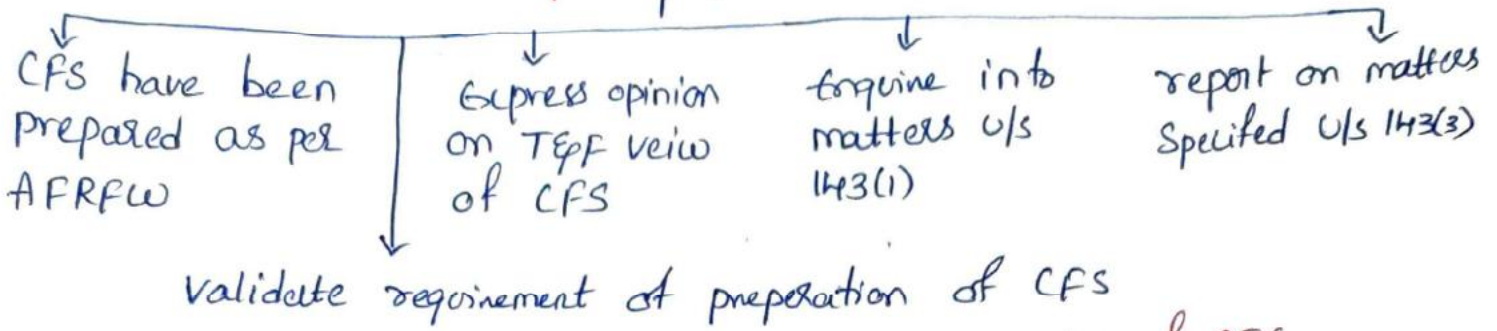 CFS have been
prepared as per
AFRFW
Express opinion
on T&F veiw
of CFS
Enquire into
matters u/s
143(1)
report on matters
Specifed u/s 143(3)
validate requirement of preperation of CFS